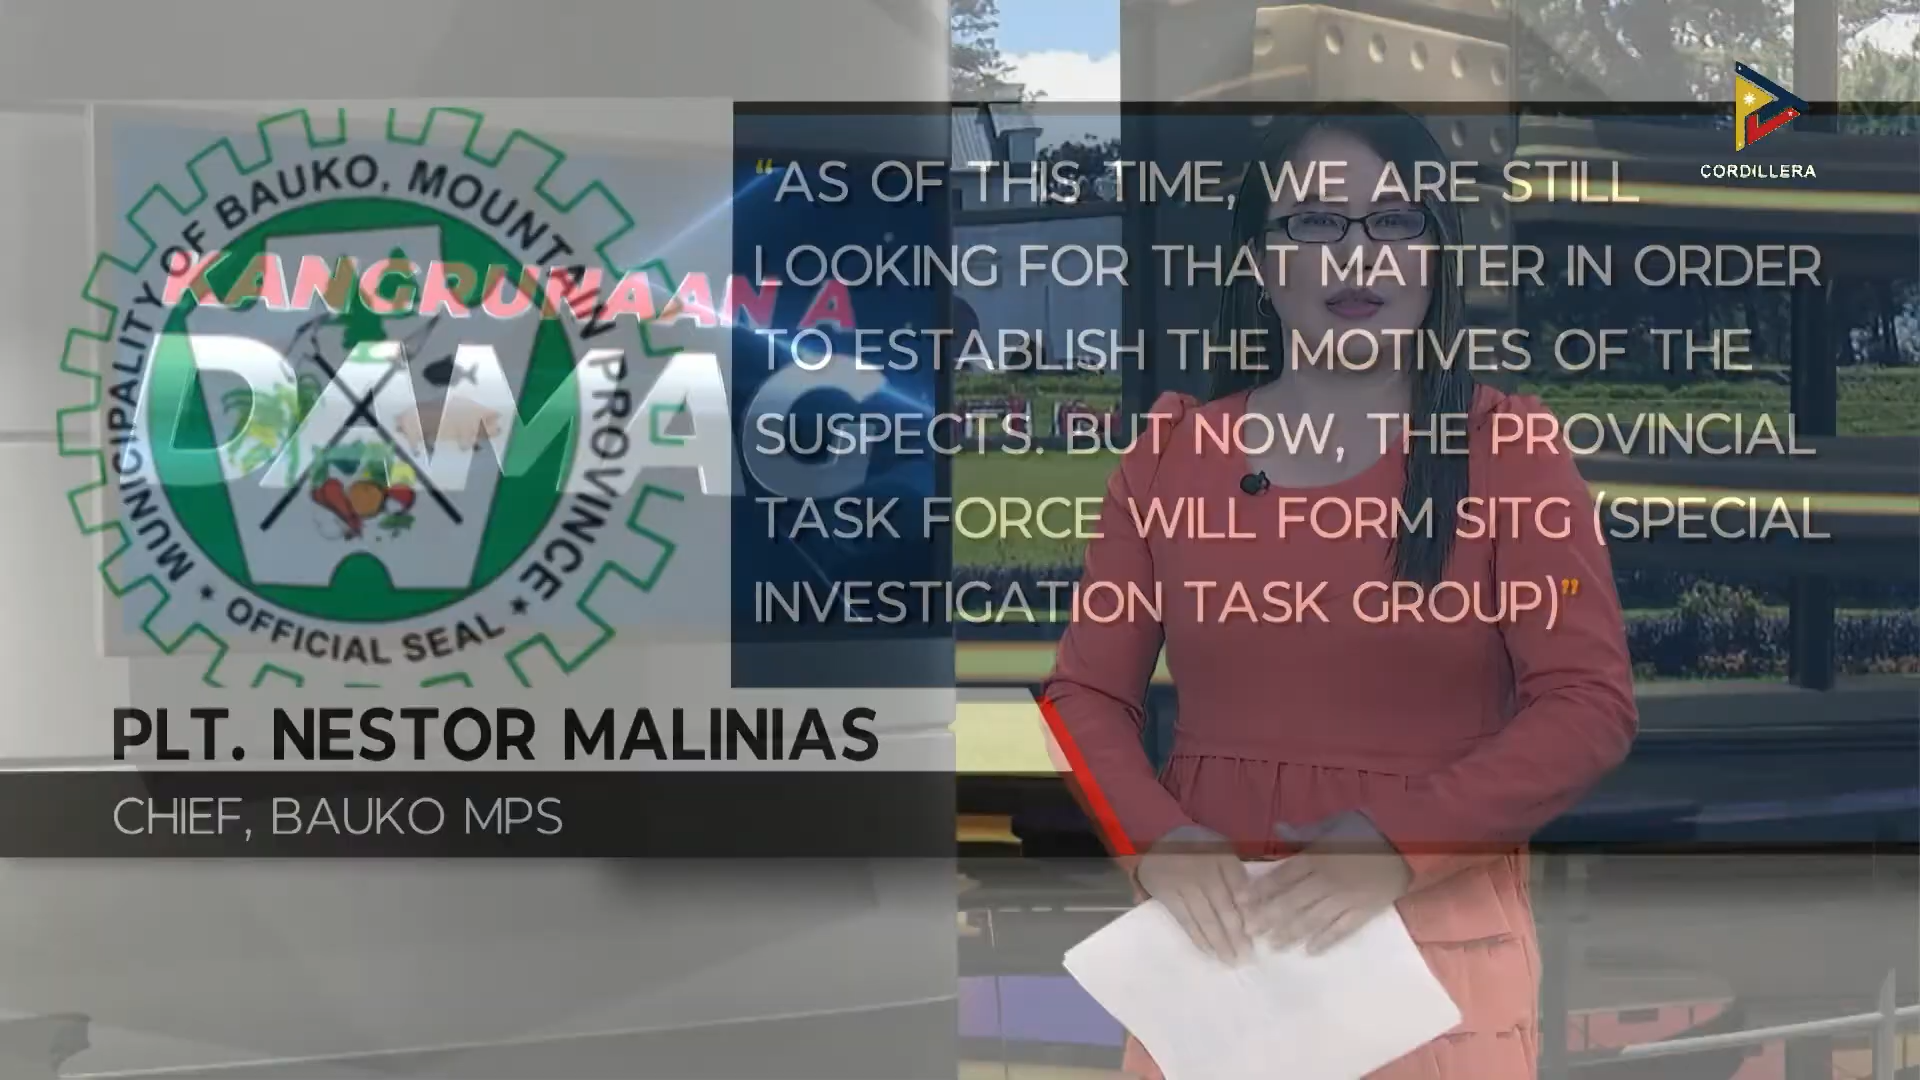 CORDILLERA
MUNICIPALITY OF BAUKO, MOUNTAIN PROVINCE
★ OFFICIAL SEAL ★
KANGRUNAAN A
DAMAG
“AS OF THIS TIME, WE ARE STILL
LOOKING FOR THAT MATTER IN ORDER
TO ESTABLISH THE MOTIVES OF THE
SUSPECTS. BUT NOW, THE PROVINCIAL
TASK FORCE WILL FORM SITG (SPECIAL
INVESTIGATION TASK GROUP)”
PLT. NESTOR MALINIAS
CHIEF, BAUKO MPS